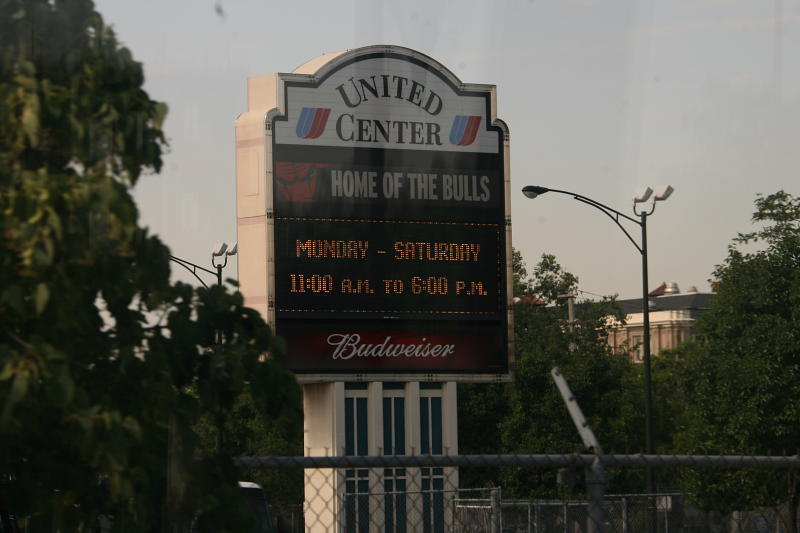 UNITED
CENTER
HOME OF THE BULLS
MONDAY - SATURDAY
11:00 A.M. TO 6:00 P.M.
Budweiser